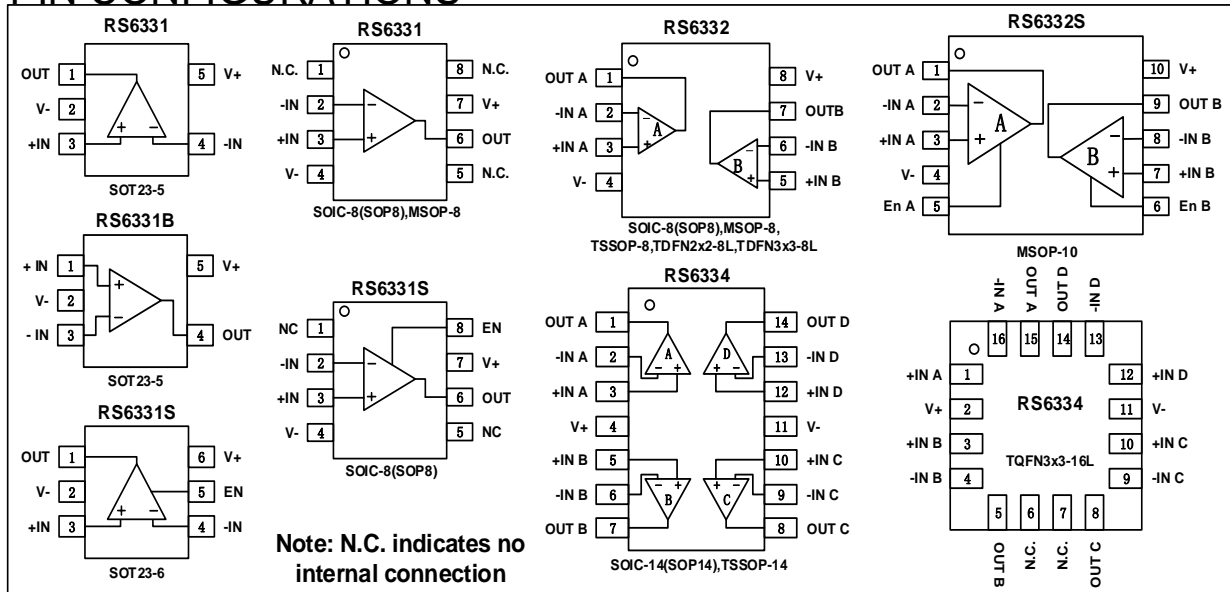 PIN CONFIGURATIONS
RS6331
OUT 1 5 V+
V- 2
+IN 3 4 -IN
+ −
SOT23-5
RS6331
N.C. 1 8 N.C.
-IN 2 − 7 V+
+IN 3 + 6 OUT
V- 4 5 N.C.
SOIC-8(SOP8),MSOP-8
RS6332
OUT A 1 8 V+
-IN A 2 − A 7 OUTB
+IN A 3 + − 6 -IN B
V- 4 B + 5 +IN B
SOIC-8(SOP8),MSOP-8,
TSSOP-8,TDFN2x2-8L,TDFN3x3-8L
RS6332S
OUT A 1 10 V+
-IN A 2 − A 9 OUT B
+IN A 3 + − 8 -IN B
V- 4 B + 7 +IN B
En A 5 6 En B
MSOP-10
RS6331B
+ IN 1 + 5 V+
V- 2
- IN 3 − 4 OUT
SOT23-5
RS6331S
OUT 1 6 V+
V- 2 5 EN
+IN 3 + − 4 -IN
SOT23-6
RS6331S
NC 1 8 EN
-IN 2 − 7 V+
+IN 3 + 6 OUT
V- 4 5 NC
SOIC-8(SOP8)
Note: N.C. indicates no
internal connection
RS6334
OUT A 1 14 OUT D
-IN A 2 A D 13 -IN D
− + + −
+IN A 3 12 +IN D
V+ 4 11 V-
+IN B 5 10 +IN C
− + + −
-IN B 6 B C 9 -IN C
OUT B 7 8 OUT C
SOIC-14(SOP14),TSSOP-14
-IN A OUT A OUT D -IN D
16 15 14 13
+IN A 1 12 +IN D
V+ 2 RS6334 11 V-
+IN B 3 10 +IN C
TQFN3x3-16L
-IN B 4 9 -IN C
5 6 7 8
OUT B N.C. N.C. OUT C